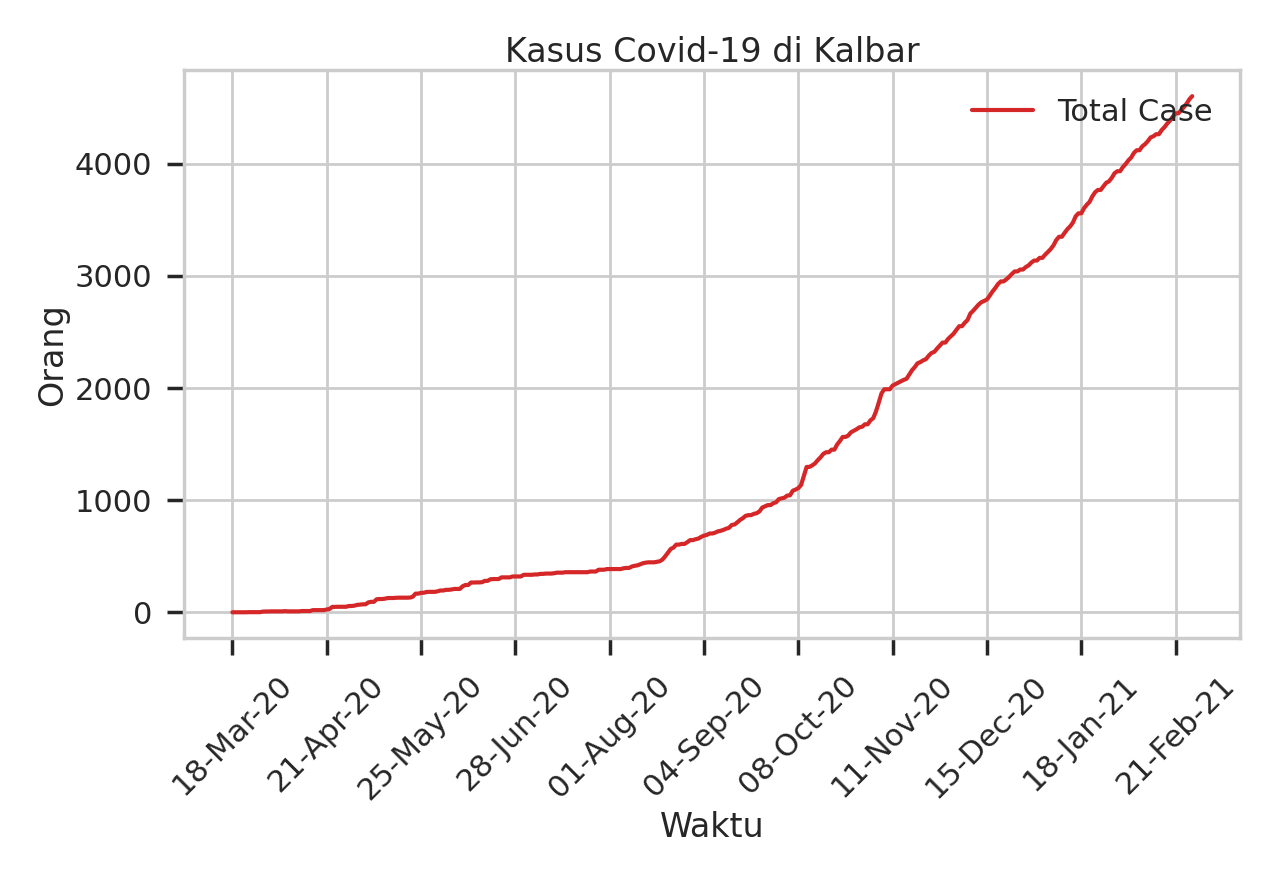 Kasus Covid-19 di Kalbar
Total Case
Orang
4000
3000
2000
1000
0
18-Mar-20
21-Apr-20
25-May-20
28-Jun-20
01-Aug-20
04-Sep-20
08-Oct-20
11-Nov-20
15-Dec-20
18-Jan-21
21-Feb-21
Waktu